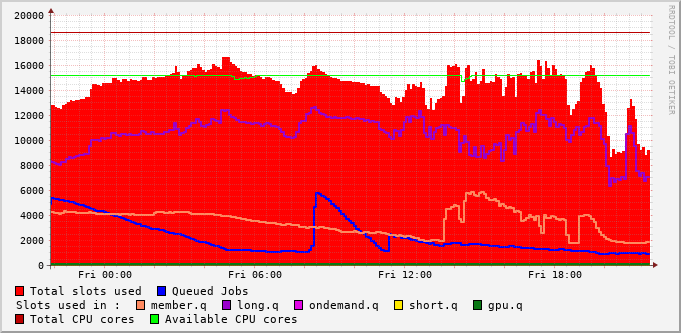 20000
18000
16000
14000
12000
10000
8000
6000
4000
2000
0
Fri 00:00 Fri 06:00 Fri 12:00 Fri 18:00
RRDTOOL / TOBI OETIKER
Total slots used Queued Jobs
Slots used in : member.q long.q ondemand.q short.q gpu.q
Total CPU cores Available CPU cores